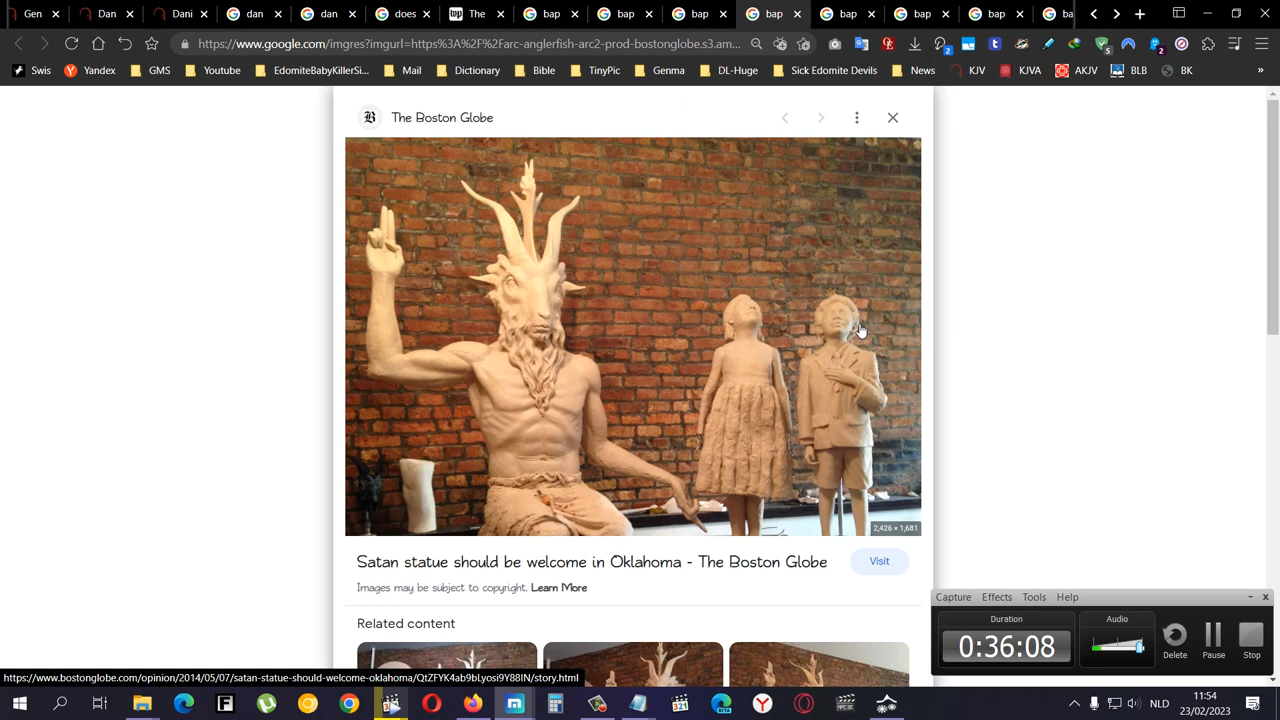 Gen
Dan
Dani
dan
dan
does
The
bap
bap
bap
bap
bap
bap
bap
ba
https://www.google.com/imgres?imgurl=https%3A%2F%2Farc-anglerfish-arc2-prod-bostonglobe.s3.am...
Swis
Yandex
GMS
Youtube
EdomiteBabyKillerSi...
Mail
Dictionary
Bible
TinyPic
Genma
DL-Huge
Sick Edomite Devils
News
KJV
KJVA
AKJV
BLB
BK
The Boston Globe
2,426 × 1,681
Satan statue should be welcome in Oklahoma - The Boston Globe
Visit
Images may be subject to copyright. Learn More
Related content
Capture Effects Tools Help
Duration
Audio
0:36:08
Delete
Pause
Stop
https://www.bostonglobe.com/opinion/2014/05/07/satan-statue-should-welcome-oklahoma/QtZFYK4ab9bLyosi9Y68IN/story.html
NLD
11:54
23/02/2023